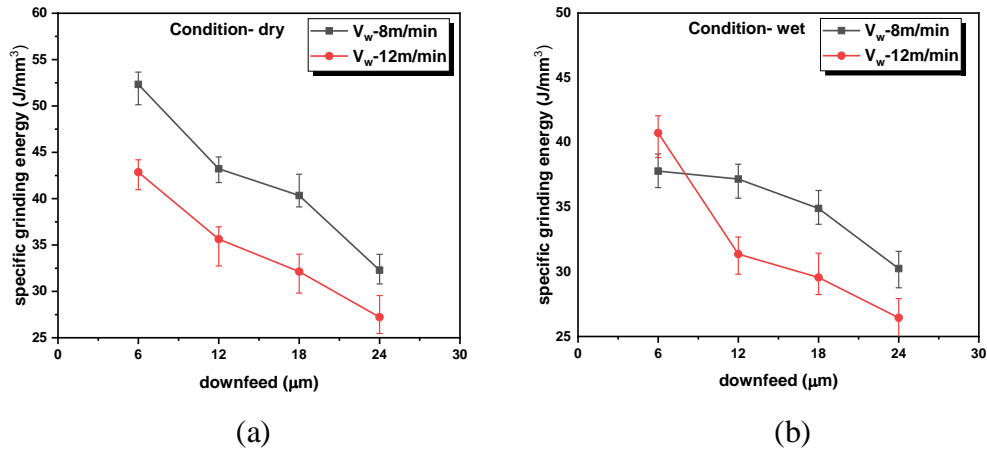 Condition- dry
V_w-8m/min
V_w-12m/min
60
55
50
45
40
35
30
25
0
6
12
18
24
30
specific grinding energy (J/mm³)
downfeed (μm)
(a)
Condition- wet
V_w-8m/min
V_w-12m/min
50
45
40
35
30
25
0
6
12
18
24
30
specific grinding energy (J/mm³)
downfeed (μm)
(b)